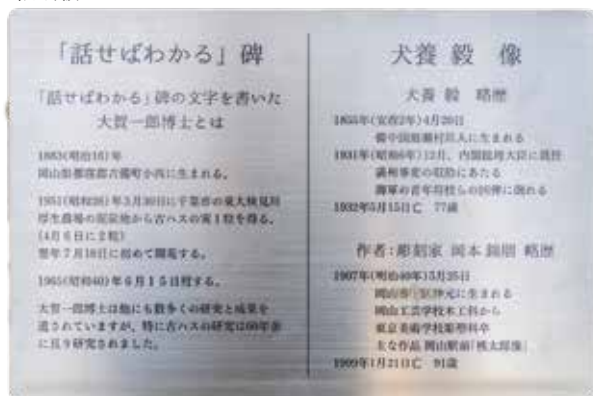 「話せばわかる」碑
「話せばわかる」碑の文字を書いた
大賀一郎博士とは
1883(明治16)年
岡山県都窪郡吉備町小西に生まれる。
1951(昭和26)年3月30日に千葉市の東大検見川
厚生農場の泥炭地から古ハスの実1粒を得る。
(4月6日に2粒)
翌年7月18日に初めて開花する。
1965(昭和40)年6月15日歿する。
大賀一郎博士は他にも数多くの研究と成果を
遺されていますが、特に古ハスの研究は60年余
に亘り研究されました。
犬養 毅 像
犬養 毅 略歴
1855年(安政2年)4月20日
備中国庭瀬村川入に生まれる
1931年(昭和6年)12月、内閣総理大臣に就任
満州事変の収拾にあたる
海軍の青年将校らの凶弾に倒れる
1932年5月15日亡 77歳
作者:彫刻家 岡本 錦朋 略歴
1907年(明治40年)5月25日
に生まれる
岡山工芸学校木工科から
東京美術学校彫塑科卒
主な作品 岡山駅前「桃太郎像」
1999年1月21日亡 91歳